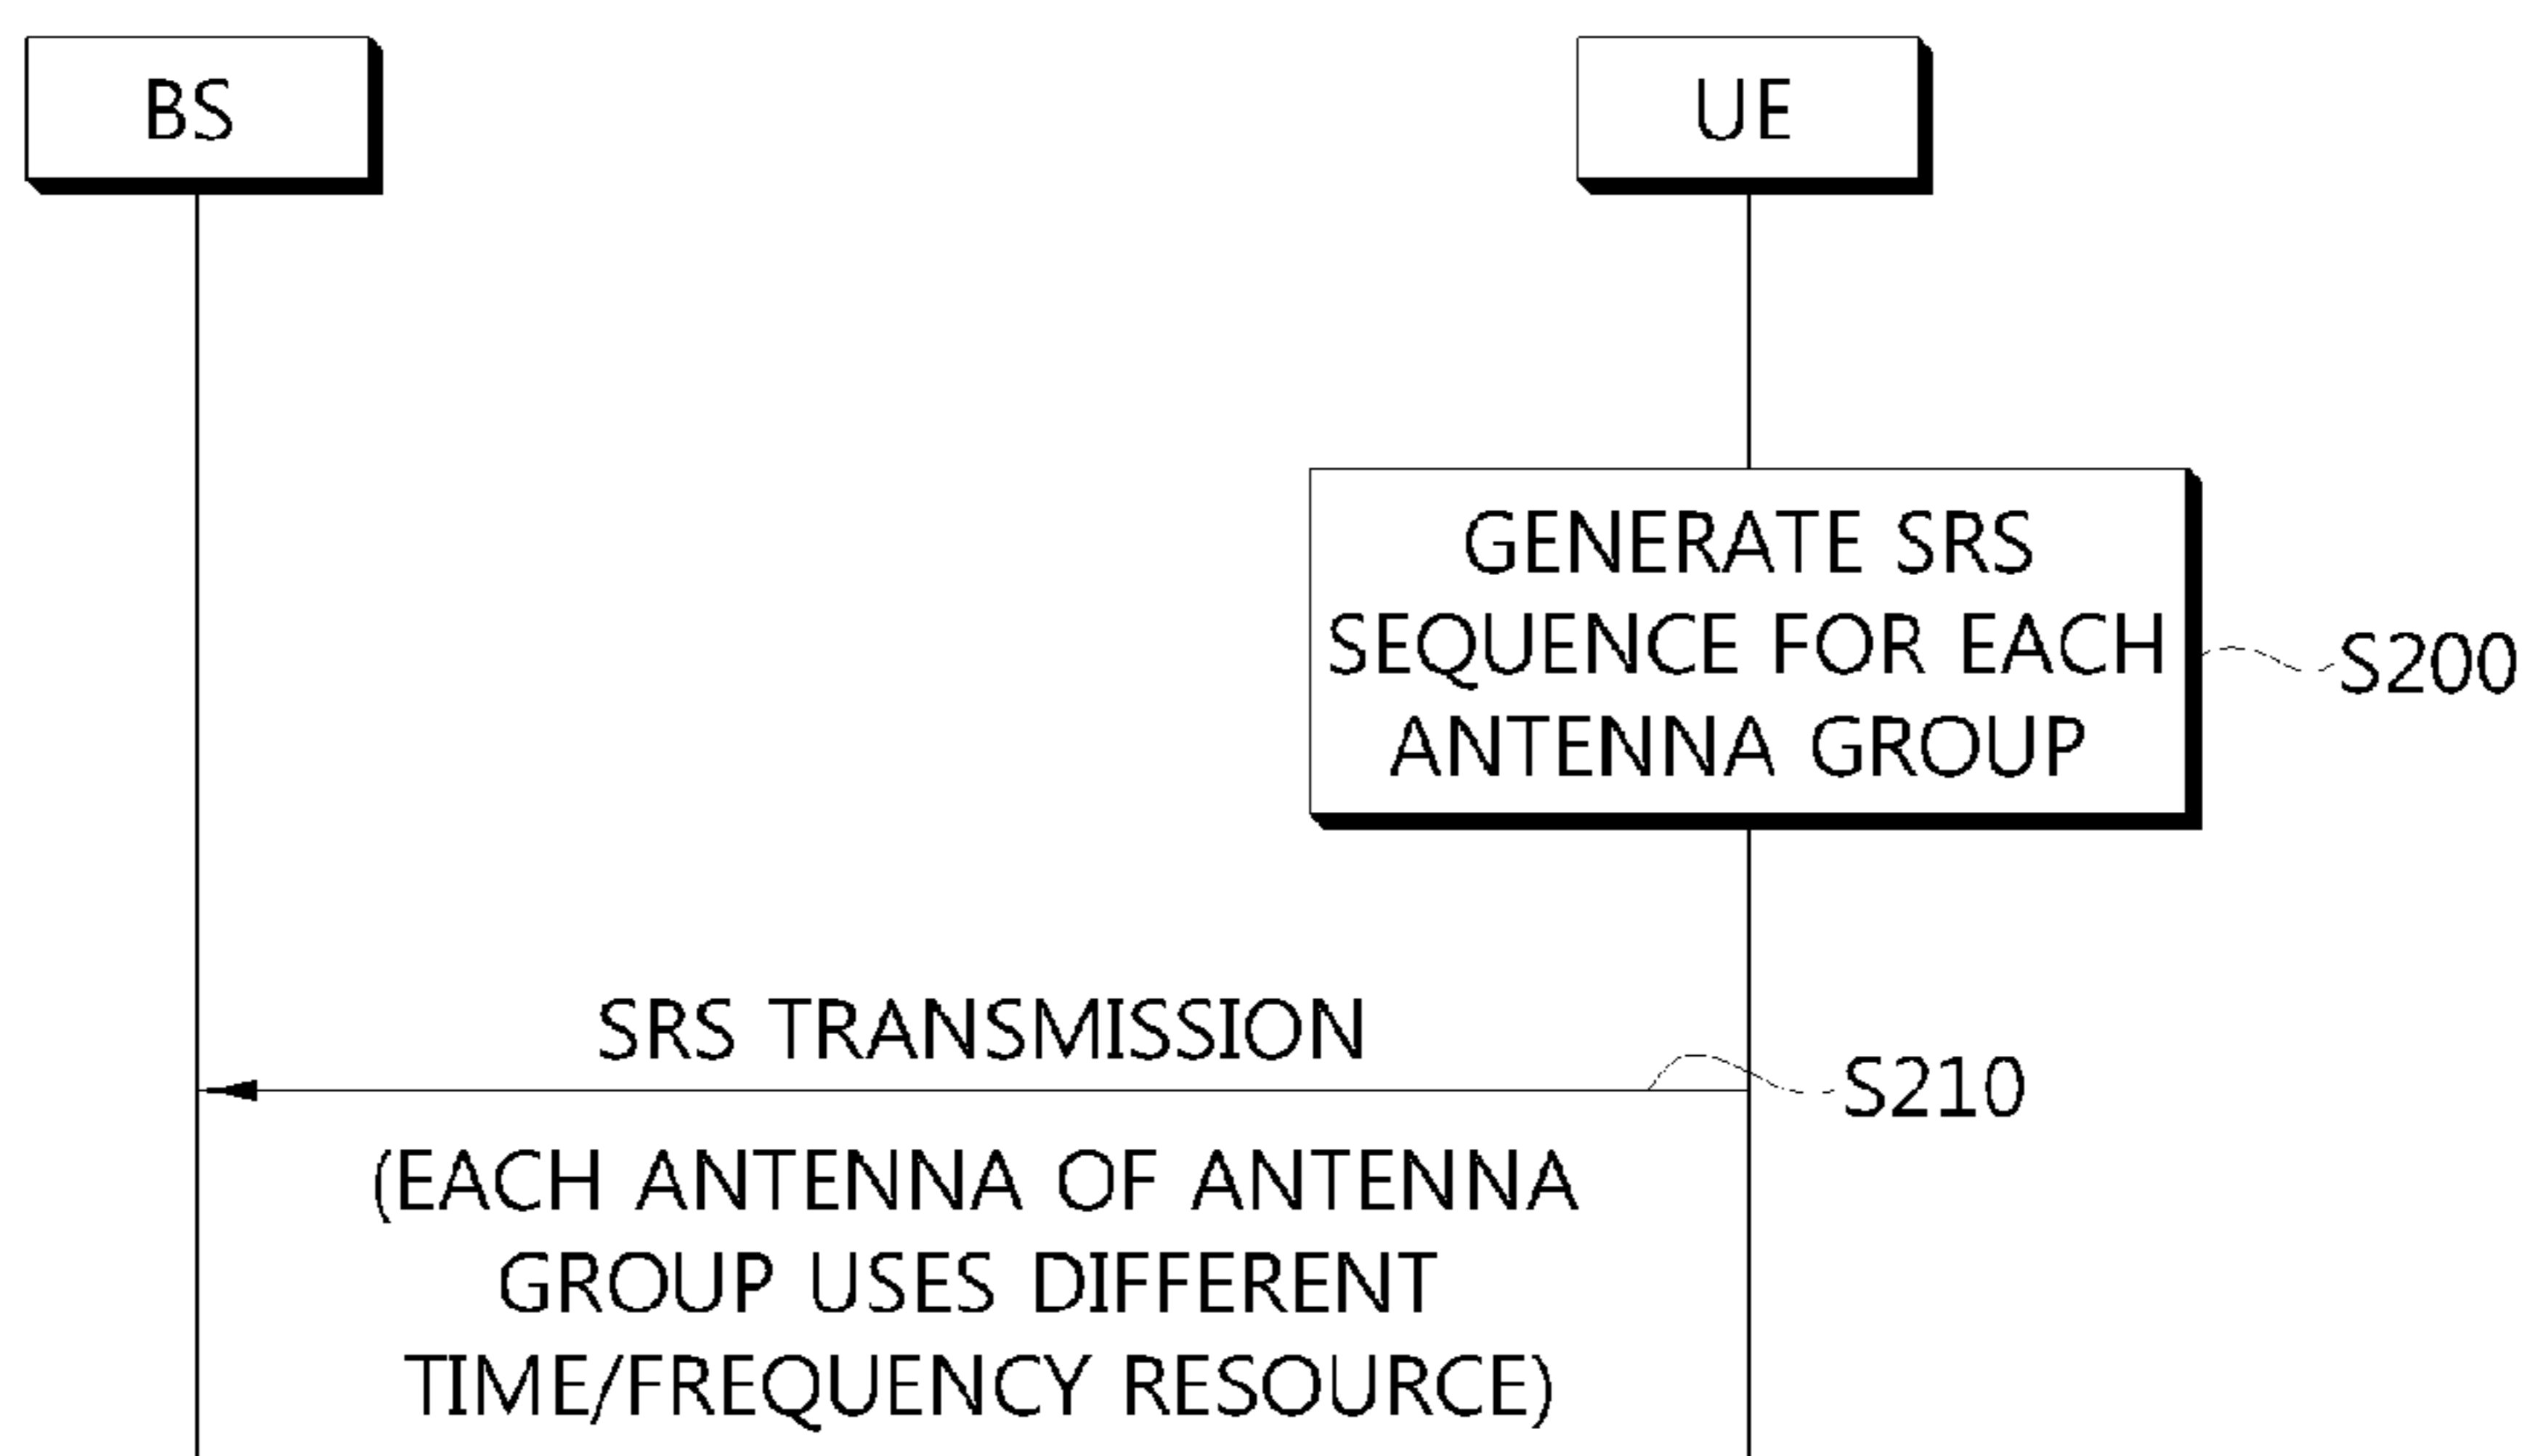 BS
UE
GENERATE SRS
SEQUENCE FOR EACH
ANTENNA GROUP
S200
SRS TRANSMISSION
S210
(EACH ANTENNA OF ANTENNA
GROUP USES DIFFERENT
TIME/FREQUENCY RESOURCE)